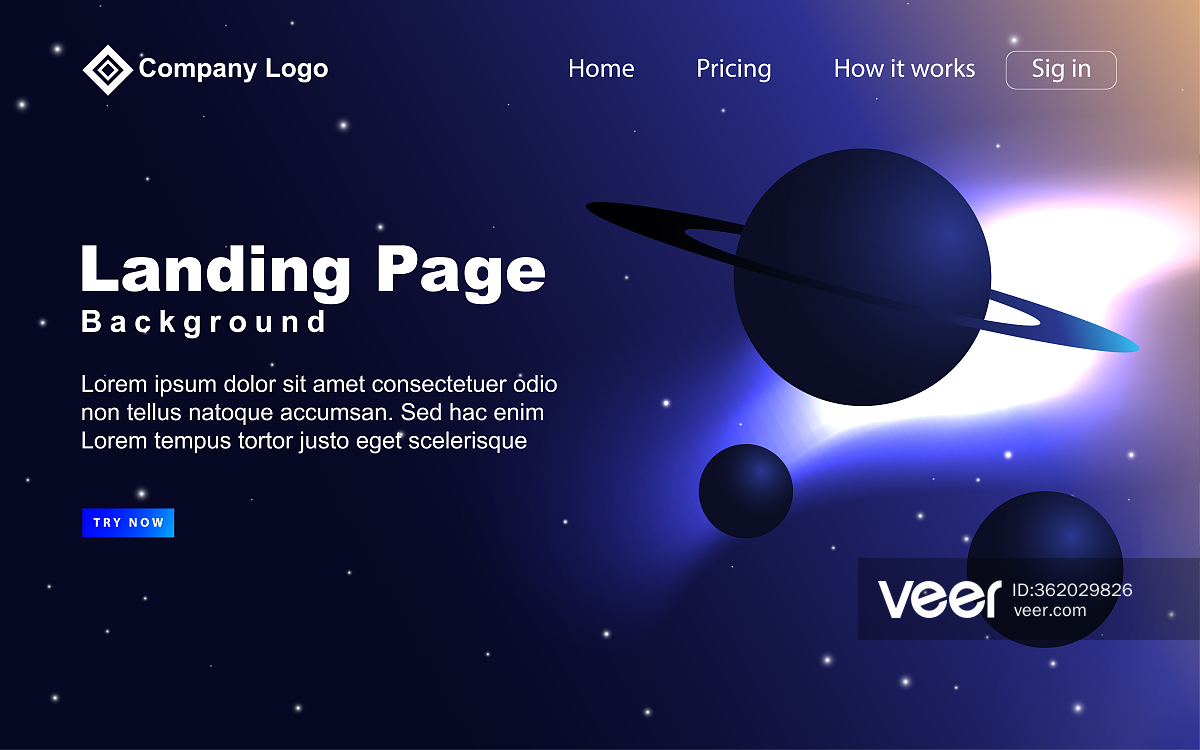 Company Logo
Home
Pricing
How it works
Sig in
Landing Page
Background
Lorem ipsum dolor sit amet consectetuer odio
non tellus natoque accumsan. Sed hac enim
Lorem tempus tortor justo eget scelerisque
TRY NOW
veer
ID:362029826
veer.com